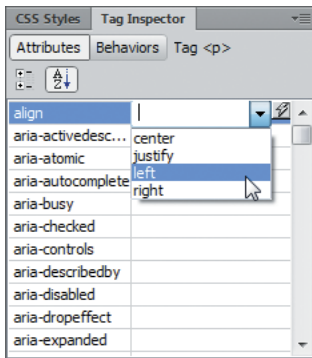 CSS Styles Tag Inspector
Attributes Behaviors Tag <p>
A
Z
align
aria-activedesc... center
aria-atomic justify
aria-autocomplete left
aria-busy right
aria-checked
aria-controls
aria-describedby
aria-disabled
aria-dropeffect
aria-expanded